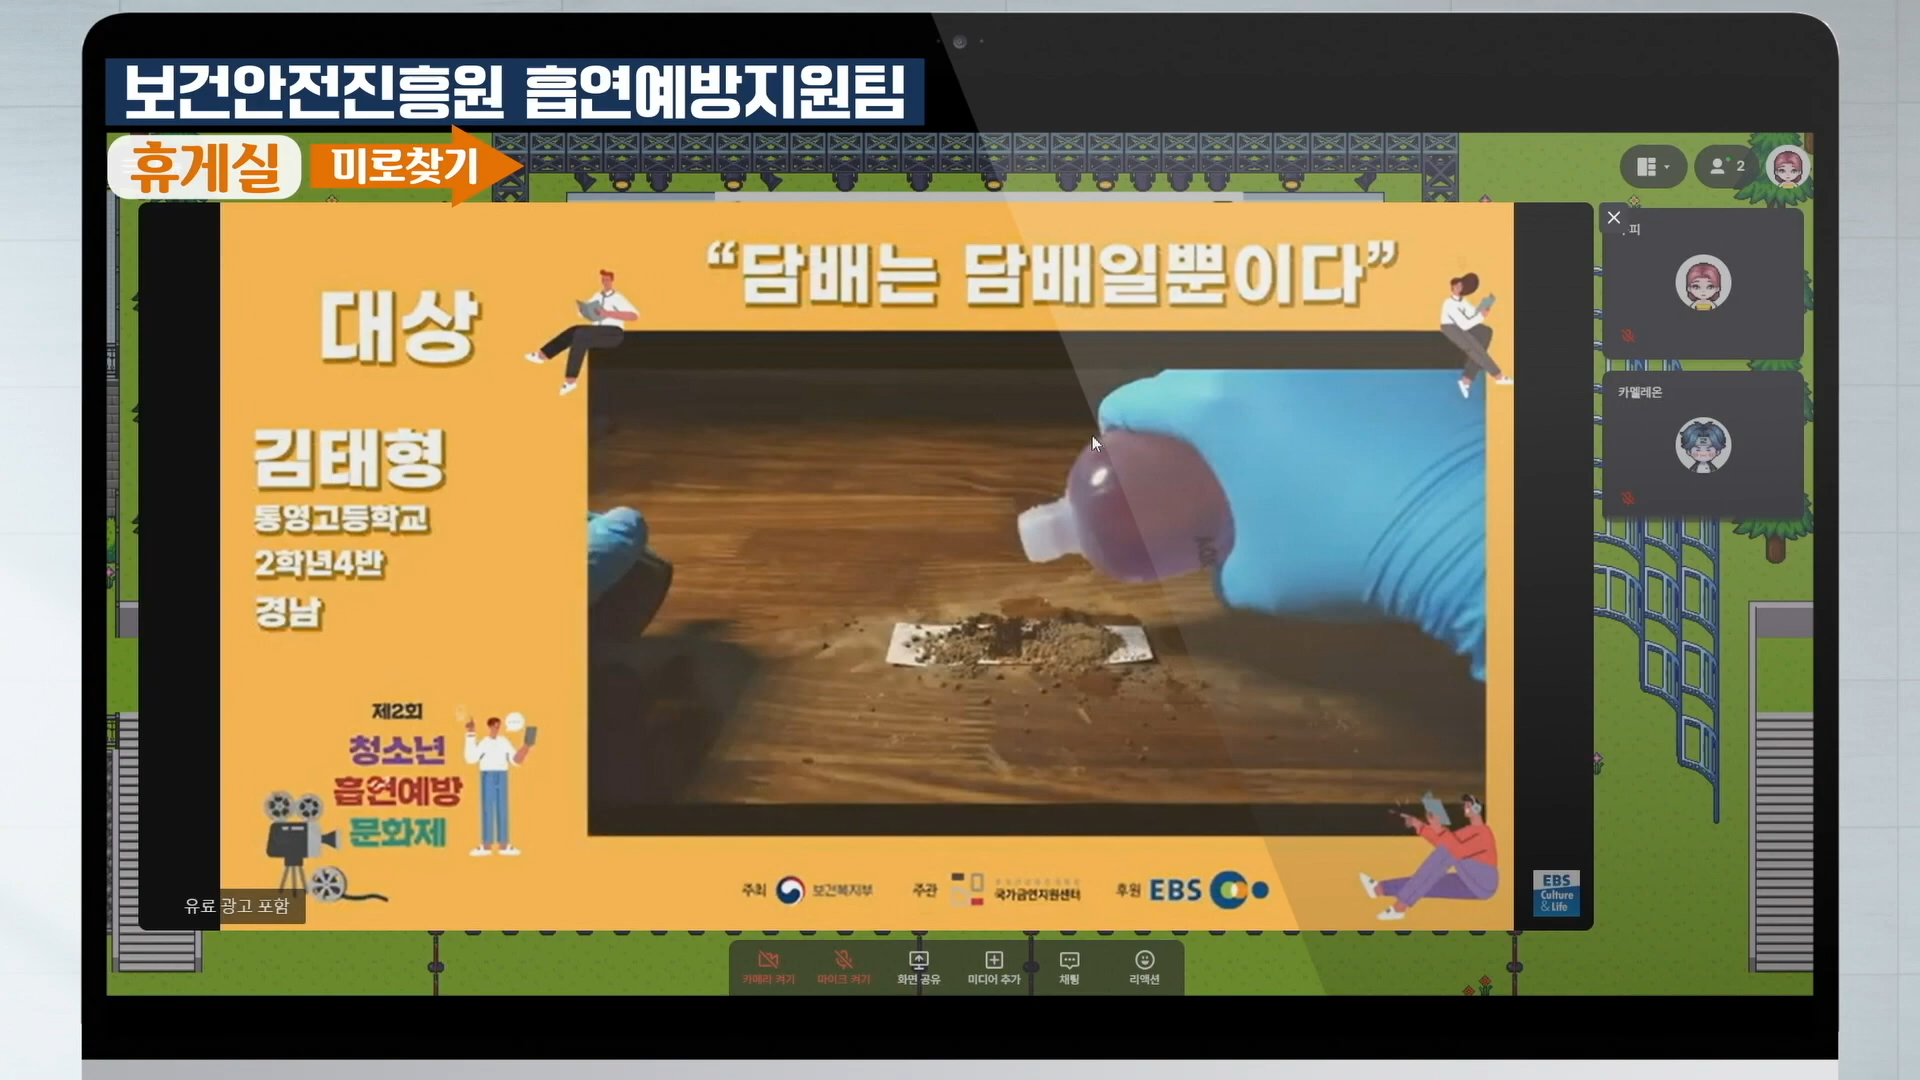 보건안전진흥원 흡연예방지원팀
휴게실
미로찾기
2
“담배는 담배일뿐이다”
대상
피
카멜레온
김태형
통영고등학교
2학년4반
경남
제2회
청소년
흡연예방
문화제
주최 보건복지부
주관 국가금연지원센터
후원 EBS
유료 광고 포함
EBS
Culture
& Life
카메라 켜기
마이크 켜기
화면 공유
미디어 추가
채팅
리액션